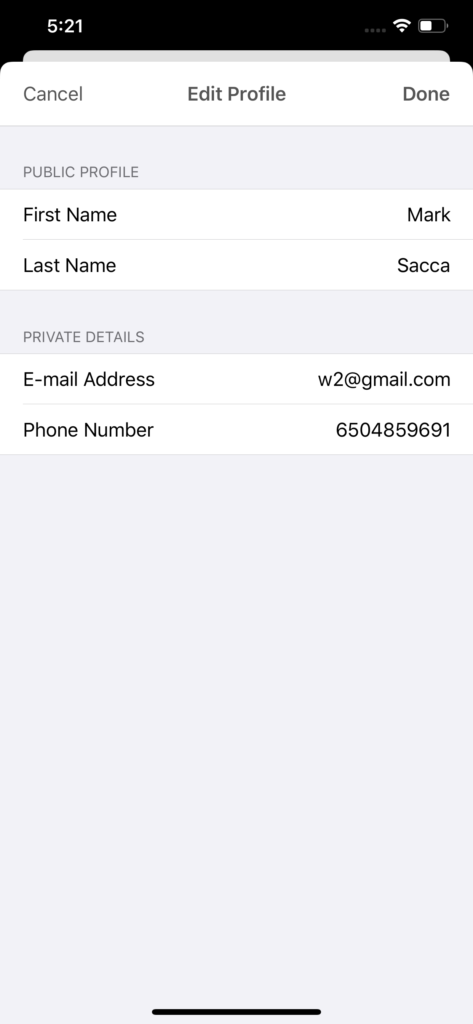 5:21
Cancel Edit Profile Done
PUBLIC PROFILE
First Name Mark
Last Name Sacca
PRIVATE DETAILS
E-mail Address w2@gmail.com
Phone Number 6504859691